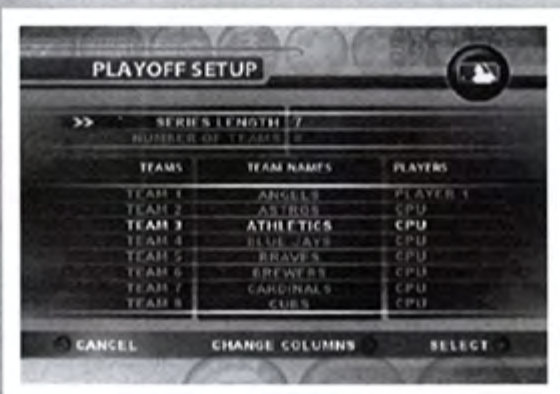 PLAYOFF SETUP
>> SERIES LENGTH 7
NUMBER OF TEAMS
TEAMS TEAM NAMES PLAYERS
TEAM 1 ANGELS PLAYER 1
TEAM 2 ASTROS CPU
TEAM 3 ATHLETICS CPU
TEAM 4 BLUE JAYS CPU
TEAM 5 BRAVES CPU
TEAM 6 BREWERS CPU
TEAM 7 CARDINALS CPU
TEAM 8 CUBS CPU
CANCEL CHANGE COLUMNS SELECT